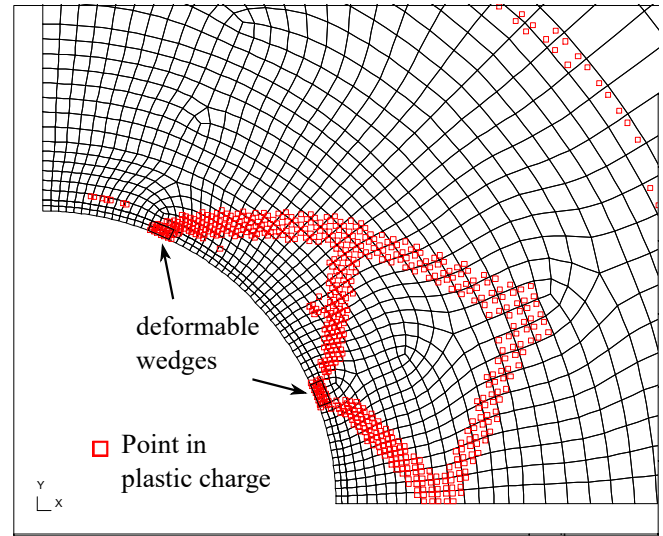 deformable
wedges
Point in
plastic charge
Y
X